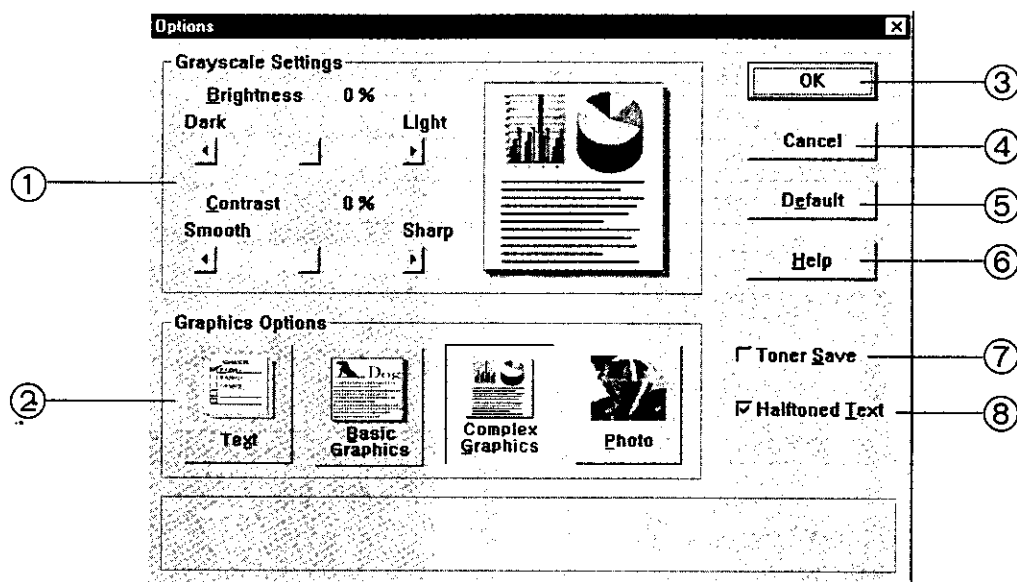 Options
Grayscale Settings
Brightness 0 %
Dark Light
Contrast 0 %
Smooth Sharp
OK
Cancel
Default
Help
① ③ ④ ⑤ ⑥
Graphics Options
Text
Dog
Basic
Graphics
Complex
Graphics
Photo
Toner Save
Halftoned Text
② ⑦ ⑧